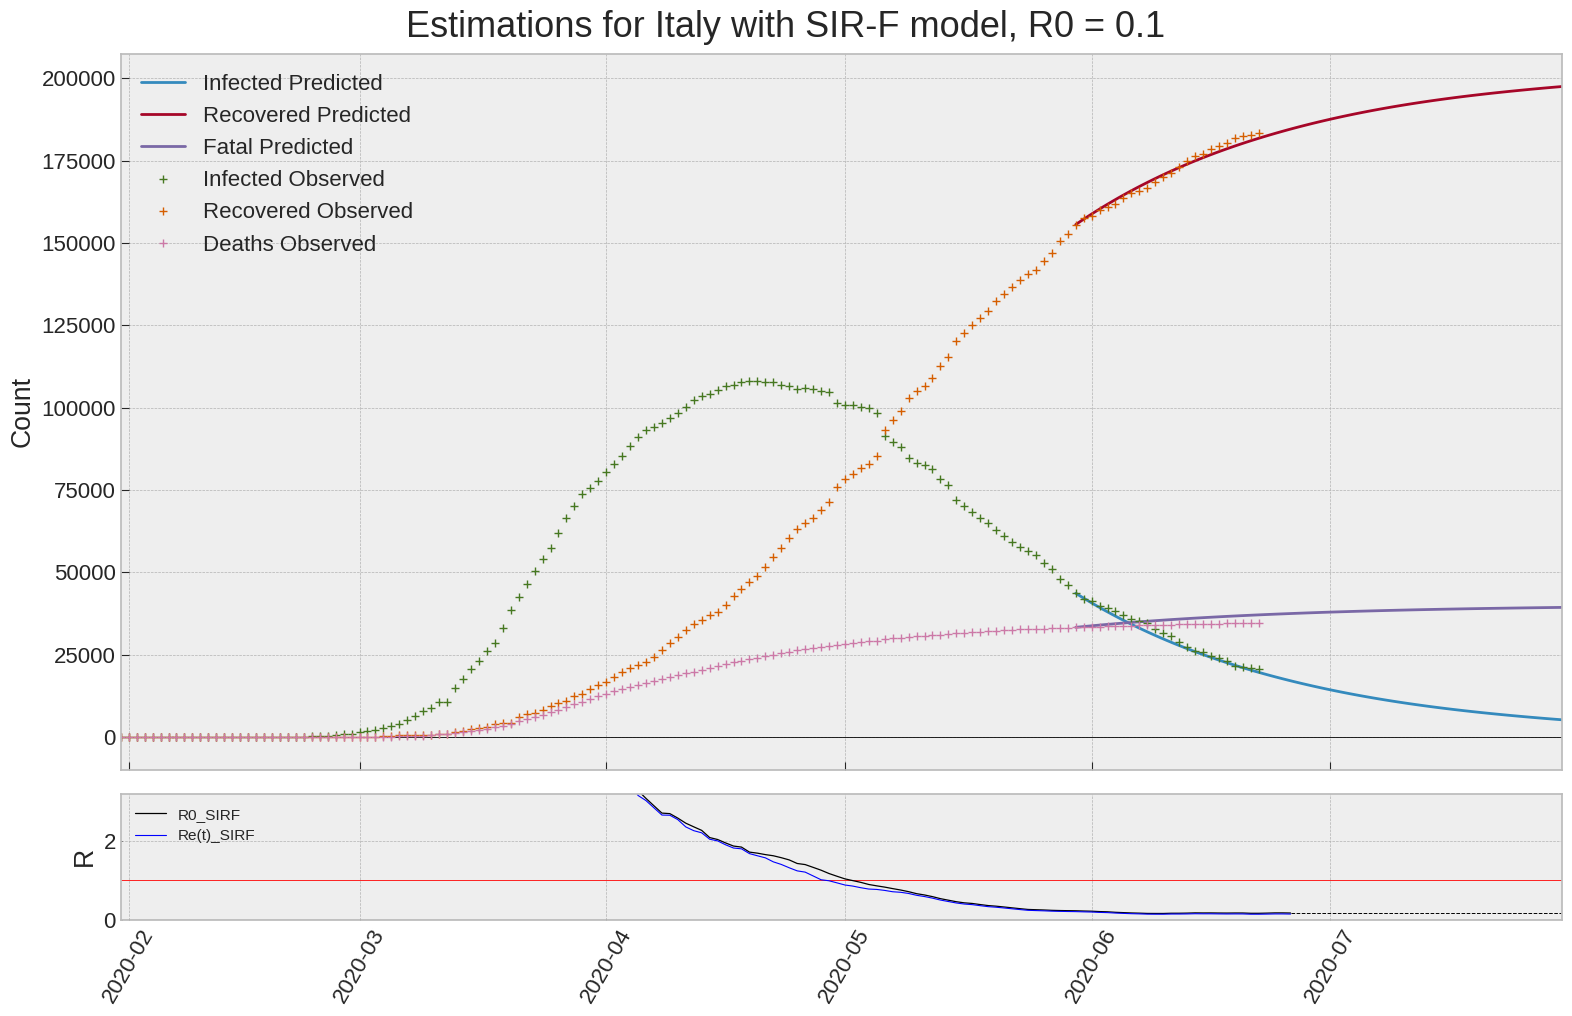 Estimations for Italy with SIR-F model, R0 = 0.1
200000
175000
150000
125000
100000
75000
50000
25000
0
Count
Infected Predicted
Recovered Predicted
Fatal Predicted
Infected Observed
Recovered Observed
Deaths Observed
R0_SIRF
Re(t)_SIRF
2
0
R
2020-02
2020-03
2020-04
2020-05
2020-06
2020-07